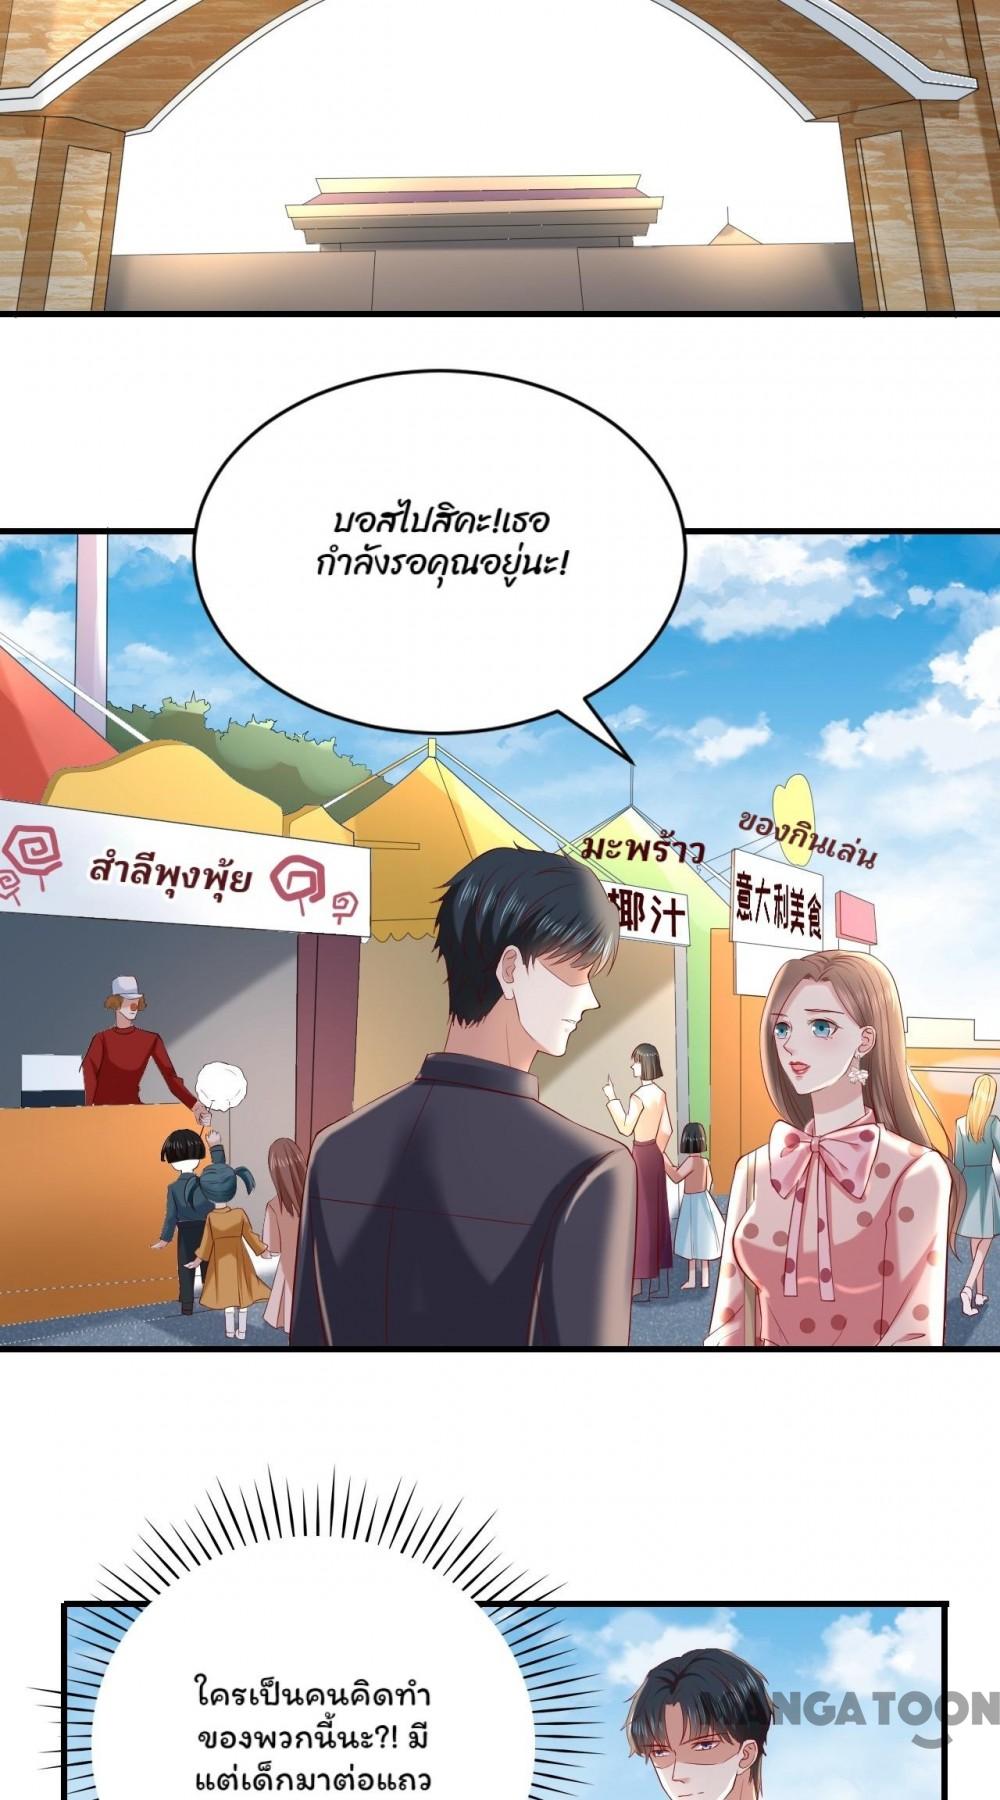 บอสไปสิคะ!เธอ
กำลังรอคุณอยู่นะ!
ของกินเล่น
มะพร้าว
สำลีพุงพุ้ย
椰汁
意大利美食
ใครเป็นคนคิดทำ
ของพวกนี้นะ?! มี
แต่เด็กมาต่อแถว
MANGATOON